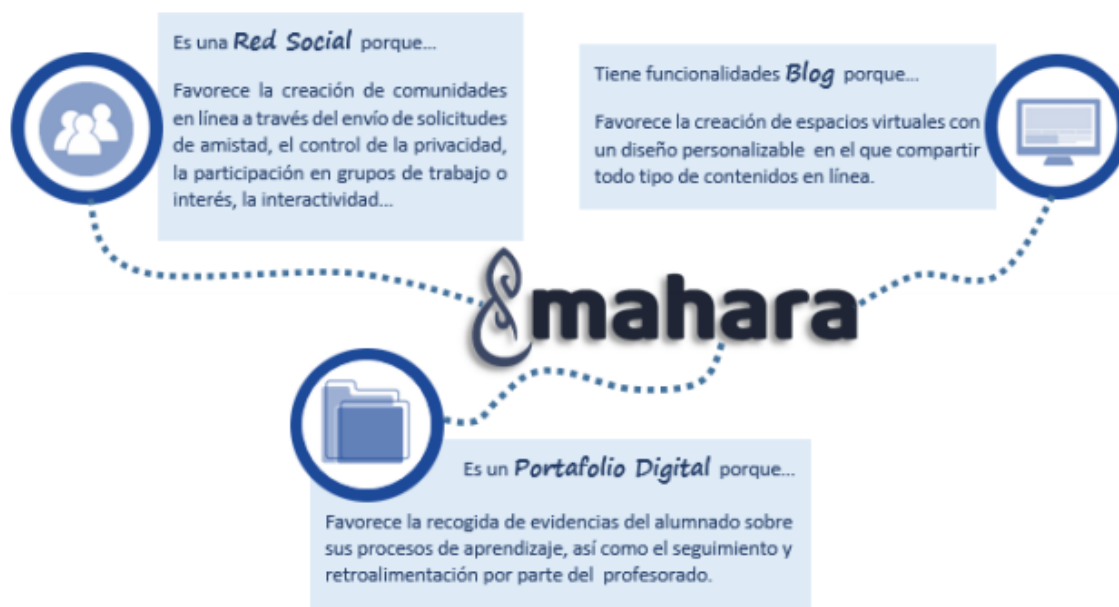 Es una Red Social porque...
Favorece la creación de comunidades
en línea a través del envío de solicitudes
de amistad, el control de la privacidad,
la participación en grupos de trabajo o
interés, la interactividad...
Tiene funcionalidades Blog porque...
Favorece la creación de espacios virtuales con
un diseño personalizable en el que compartir
todo tipo de contenidos en línea.
mahara
Es un Portafolio Digital porque...
Favorece la recogida de evidencias del alumnado sobre
sus procesos de aprendizaje, así como el seguimiento y
retroalimentación por parte del profesorado.